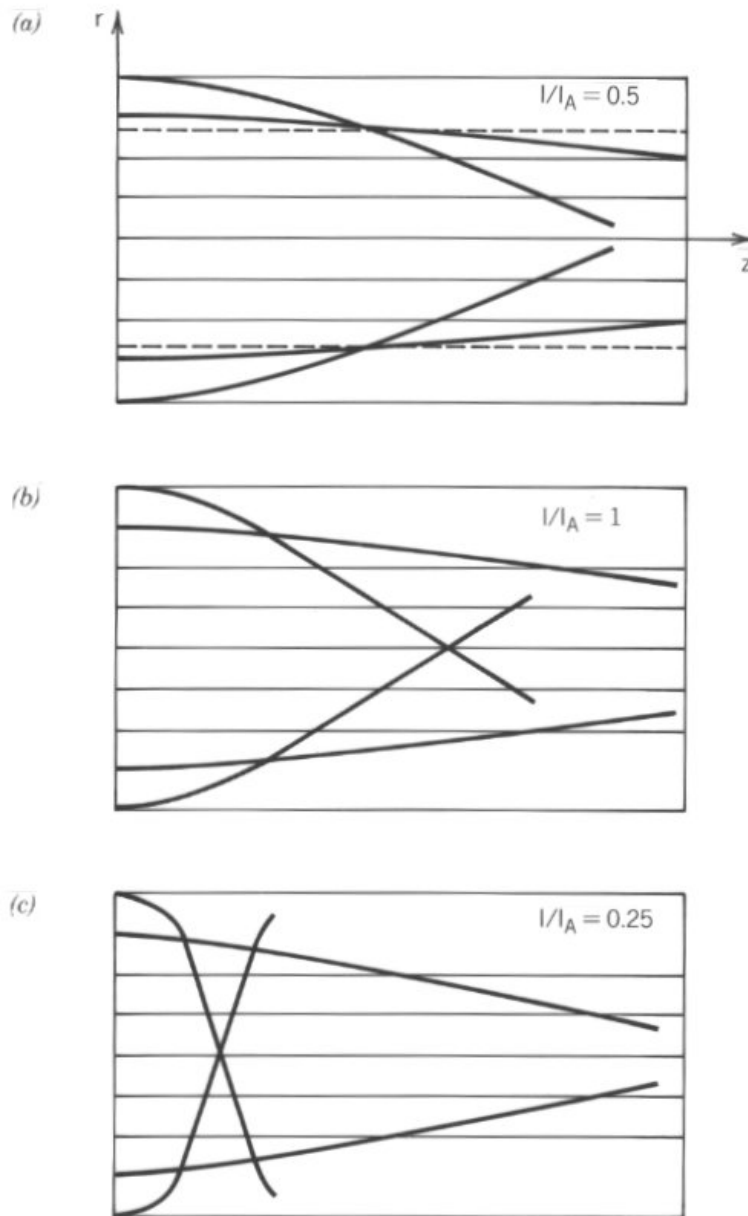 (a)
r
I/I_A = 0.5
z
(b)
I/I_A = 1
(c)
I/I_A = 0.25